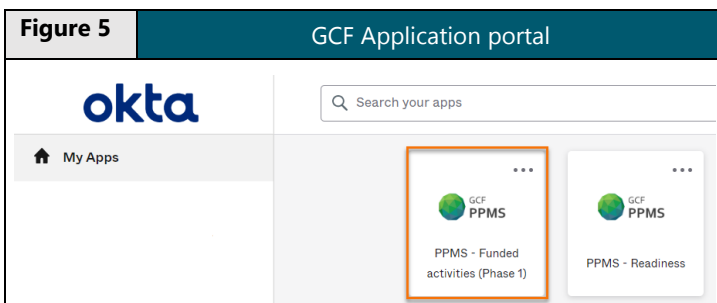 Figure 5
GCF Application portal
okta
Search your apps
My Apps
GCF
PPMS
PPMS - Funded
activities (Phase 1)
GCF
PPMS
PPMS - Readiness